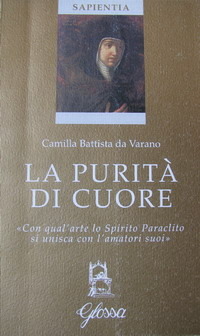 SAPIENTIA
Camilla Battista da Varano
LA PURITÀ
DI CUORE
«Con qual'arte lo Spirito Paraclito
si unisca con l'amatori suoi»
Glossa